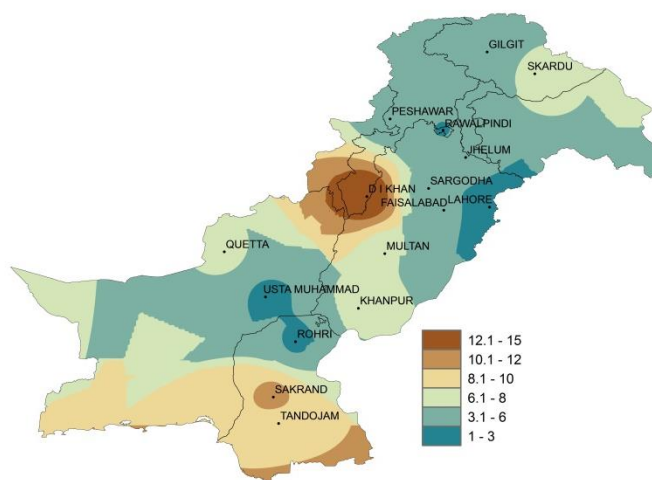 GILGIT
SKARDU
PESHAWAR
RAWALPINDI
JHELUM
D I KHAN
SARGODHA
FAISALABAD
LAHORE
QUETTA
MULTAN
USTA MUHAMMAD
KHANPUR
ROHRI
SAKRAND
TANDOJAM
12.1 - 15
10.1 - 12
8.1 - 10
6.1 - 8
3.1 - 6
1 - 3